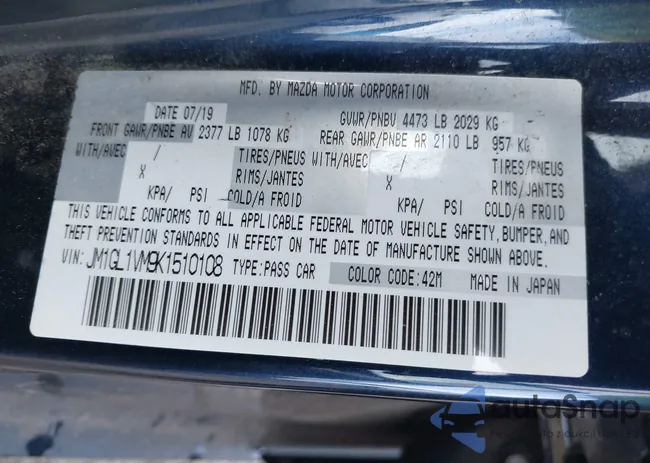 MFD. BY MAZDA MOTOR CORPORATION
DATE 07/19 GVWR/PNBV 4473 LB 2029 KG
FRONT GAWR/PNBE AV 2377 LB 1078 KG REAR GAWR/PNBE AR 2110 LB 957 KG
WITH/AVEC / TIRES/PNEUS WITH/AVEC / TIRES/PNEUS
X RIMS/JANTES X RIMS/JANTES
KPA/ PSI COLD/A FROID KPA/ PSI COLD/A FROID
THIS VEHICLE CONFORMS TO ALL APPLICABLE FEDERAL MOTOR VEHICLE SAFETY, BUMPER, AND
THEFT PREVENTION STANDARDS IN EFFECT ON THE DATE OF MANUFACTURE SHOWN ABOVE.
VIN: JM1GL1VM9K1510108 TYPE:PASS CAR COLOR CODE:42M MADE IN JAPAN
autoSnap